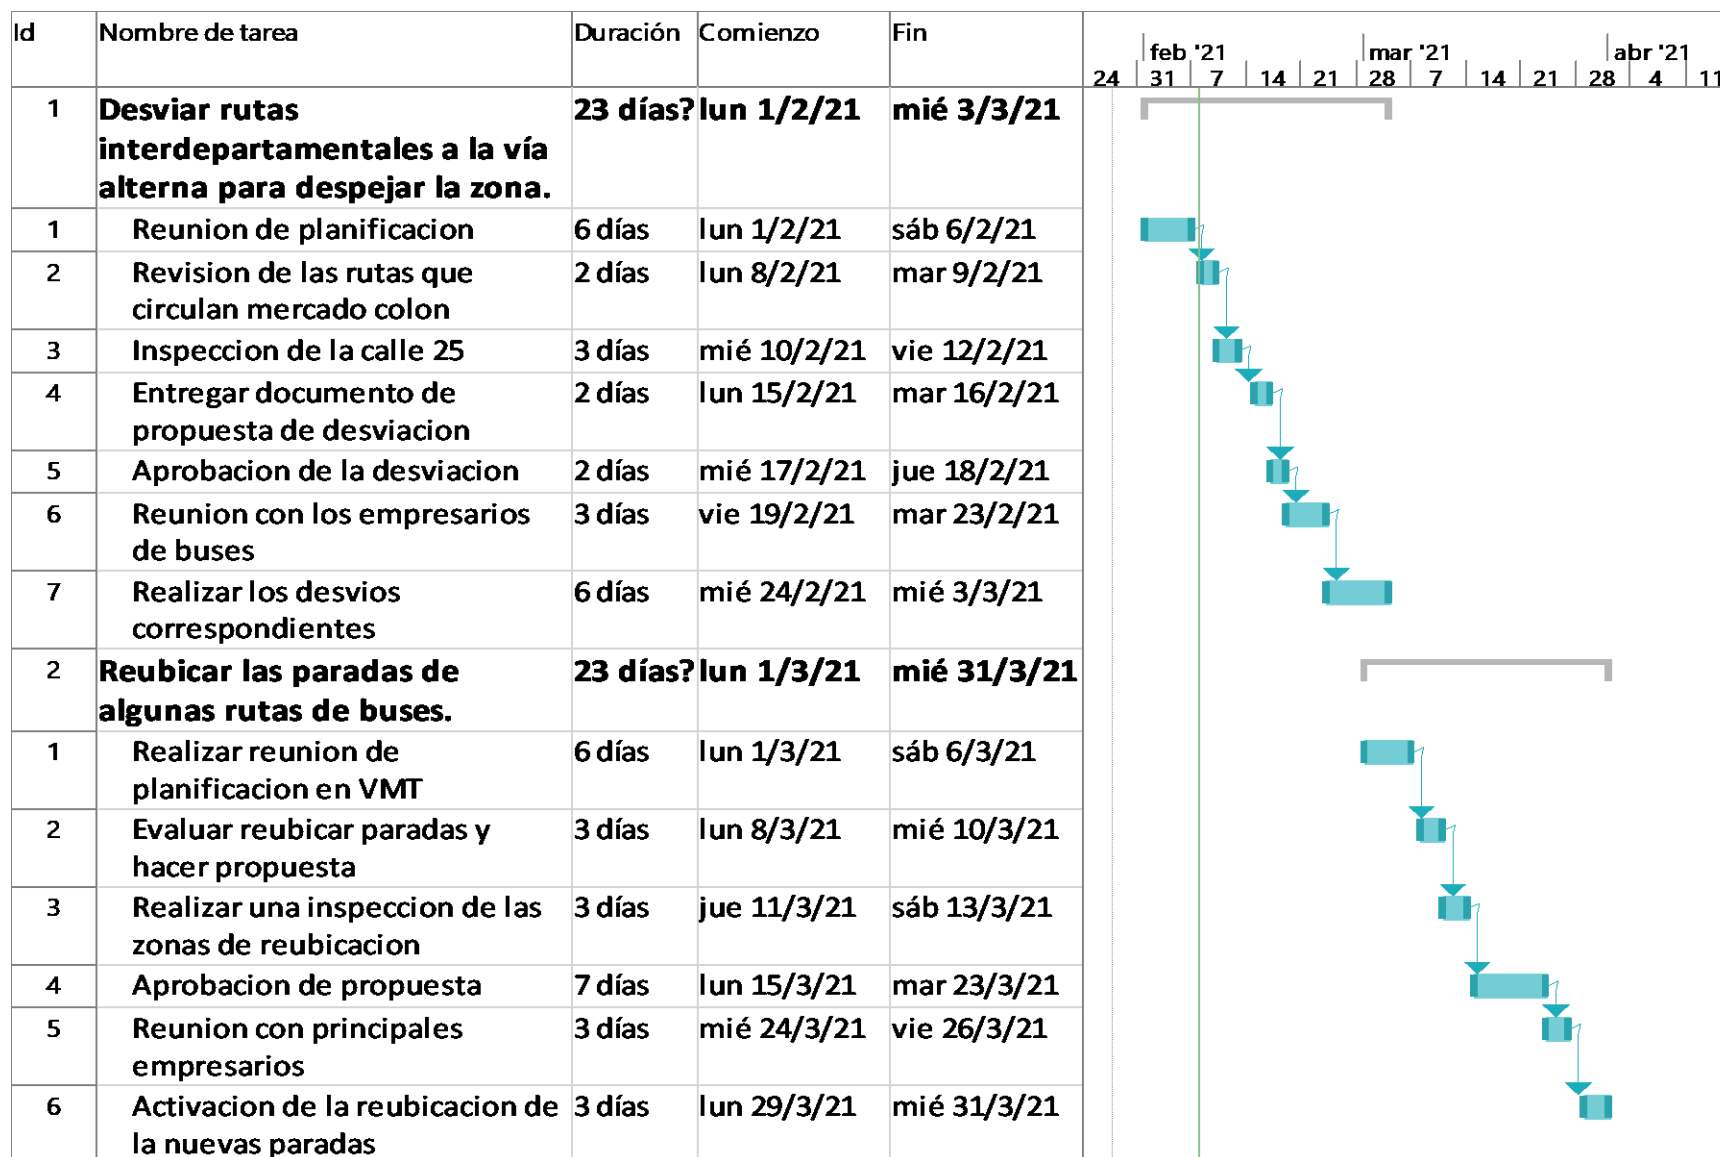 Id Nombre de tarea Duración Comienzo Fin
feb '21 mar '21 abr '21
24 31 7 14 21 28 7 14 21 28 4 11
1 Desviar rutas 23 días? lun 1/2/21 mié 3/3/21
interdepartamentales a la vía
alterna para despejar la zona.
1 Reunion de planificacion 6 días lun 1/2/21 sáb 6/2/21
2 Revision de las rutas que 2 días lun 8/2/21 mar 9/2/21
circulan mercado colon
3 Inspeccion de la calle 25 3 días mié 10/2/21 vie 12/2/21
4 Entregar documento de 2 días lun 15/2/21 mar 16/2/21
propuesta de desviacion
5 Aprobacion de la desviacion 2 días mié 17/2/21 jue 18/2/21
6 Reunion con los empresarios 3 días vie 19/2/21 mar 23/2/21
de buses
7 Realizar los desvios 6 días mié 24/2/21 mié 3/3/21
correspondientes
2 Reubicar las paradas de 23 días? lun 1/3/21 mié 31/3/21
algunas rutas de buses.
1 Realizar reunion de 6 días lun 1/3/21 sáb 6/3/21
planificacion en VMT
2 Evaluar reubicar paradas y 3 días lun 8/3/21 mié 10/3/21
hacer propuesta
3 Realizar una inspeccion de las 3 días jue 11/3/21 sáb 13/3/21
zonas de reubicacion
4 Aprobacion de propuesta 7 días lun 15/3/21 mar 23/3/21
5 Reunion con principales 3 días mié 24/3/21 vie 26/3/21
empresarios
6 Activacion de la reubicacion de 3 días lun 29/3/21 mié 31/3/21
la nuevas paradas